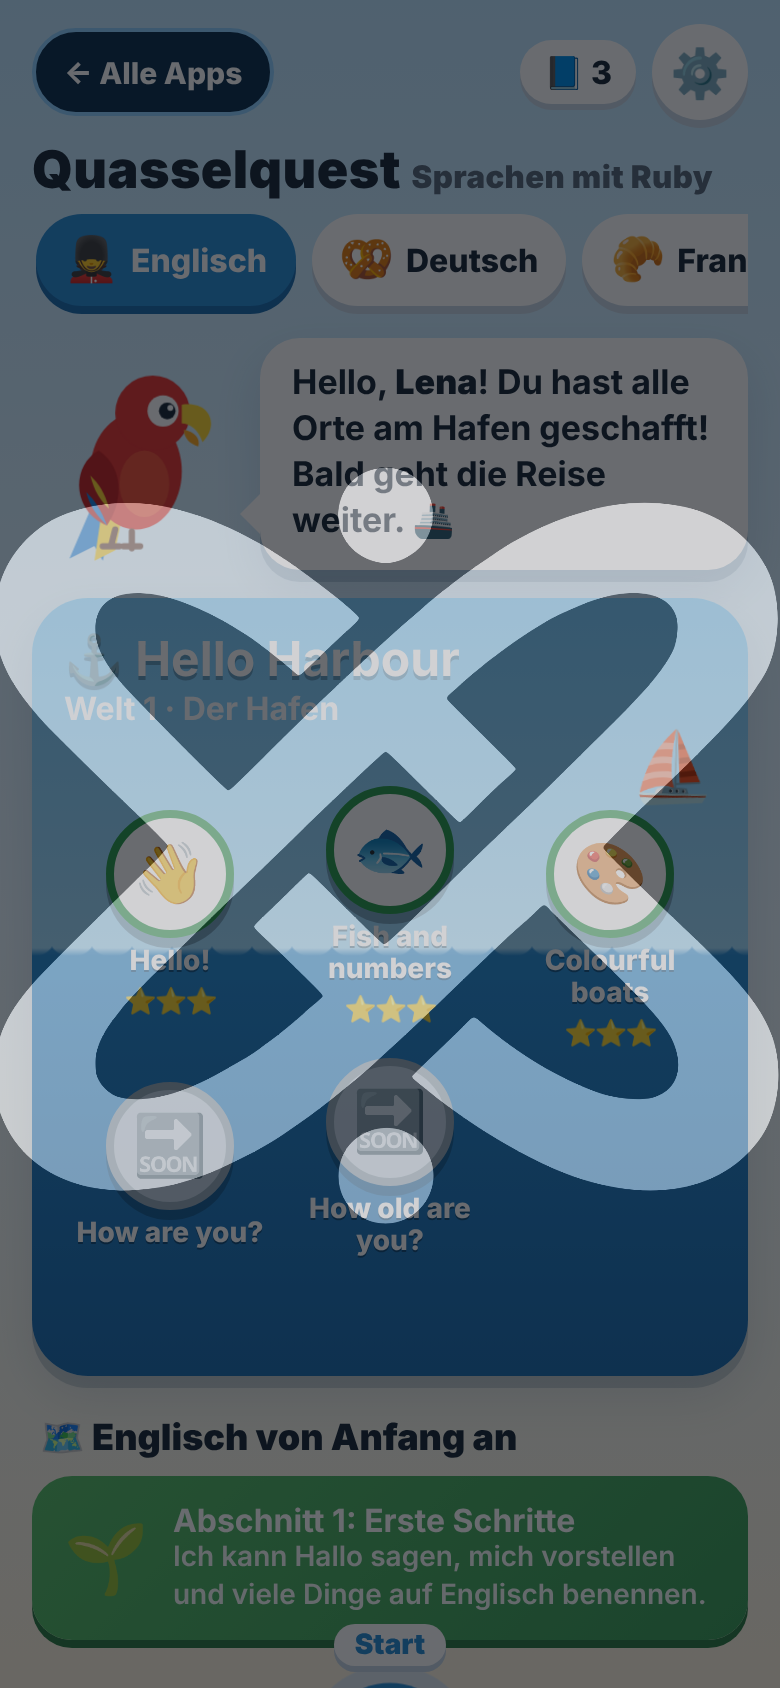 ← Alle Apps
3
Quasselquest Sprachen mit Ruby
Englisch
Deutsch
Fran
Hello, Lena! Du hast alle
Orte am Hafen geschafft!
Bald geht die Reise
weiter.
Hello Harbour
Welt 1 · Der Hafen
Hello!
Fish and
numbers
Colourful
boats
SOON
SOON
How are you?
How old are
you?
Englisch von Anfang an
Abschnitt 1: Erste Schritte
Ich kann Hallo sagen, mich vorstellen
und viele Dinge auf Englisch benennen.
Start